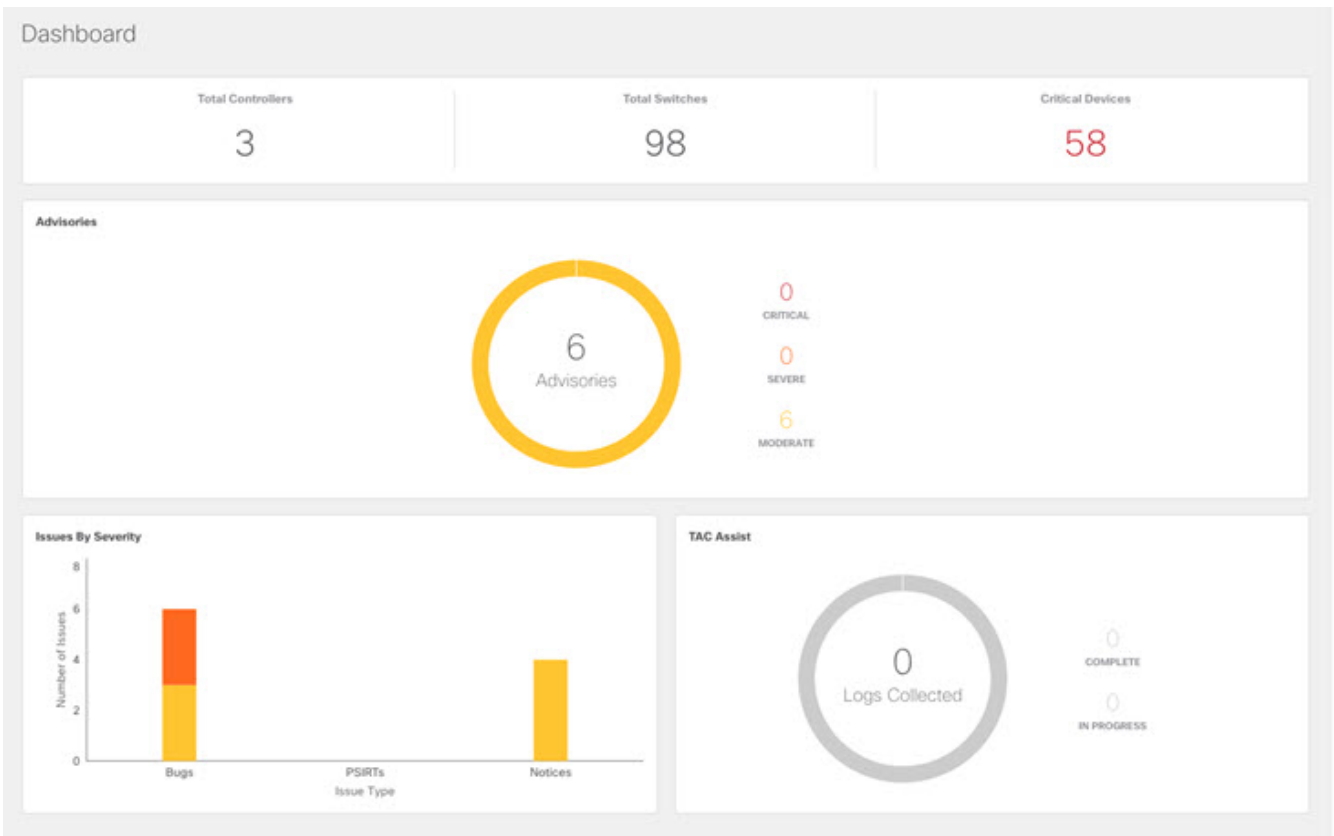 Dashboard
Total Controllers
3
Total Switches
98
Critical Devices
58
Advisories
6
Advisories
0
CRITICAL
0
SEVERE
6
MODERATE
Issues By Severity
8
6
4
2
0
Number of Issues
Bugs
PSIRTs
Notices
Issue Type
TAC Assist
0
Logs Collected
0
COMPLETE
0
IN PROGRESS